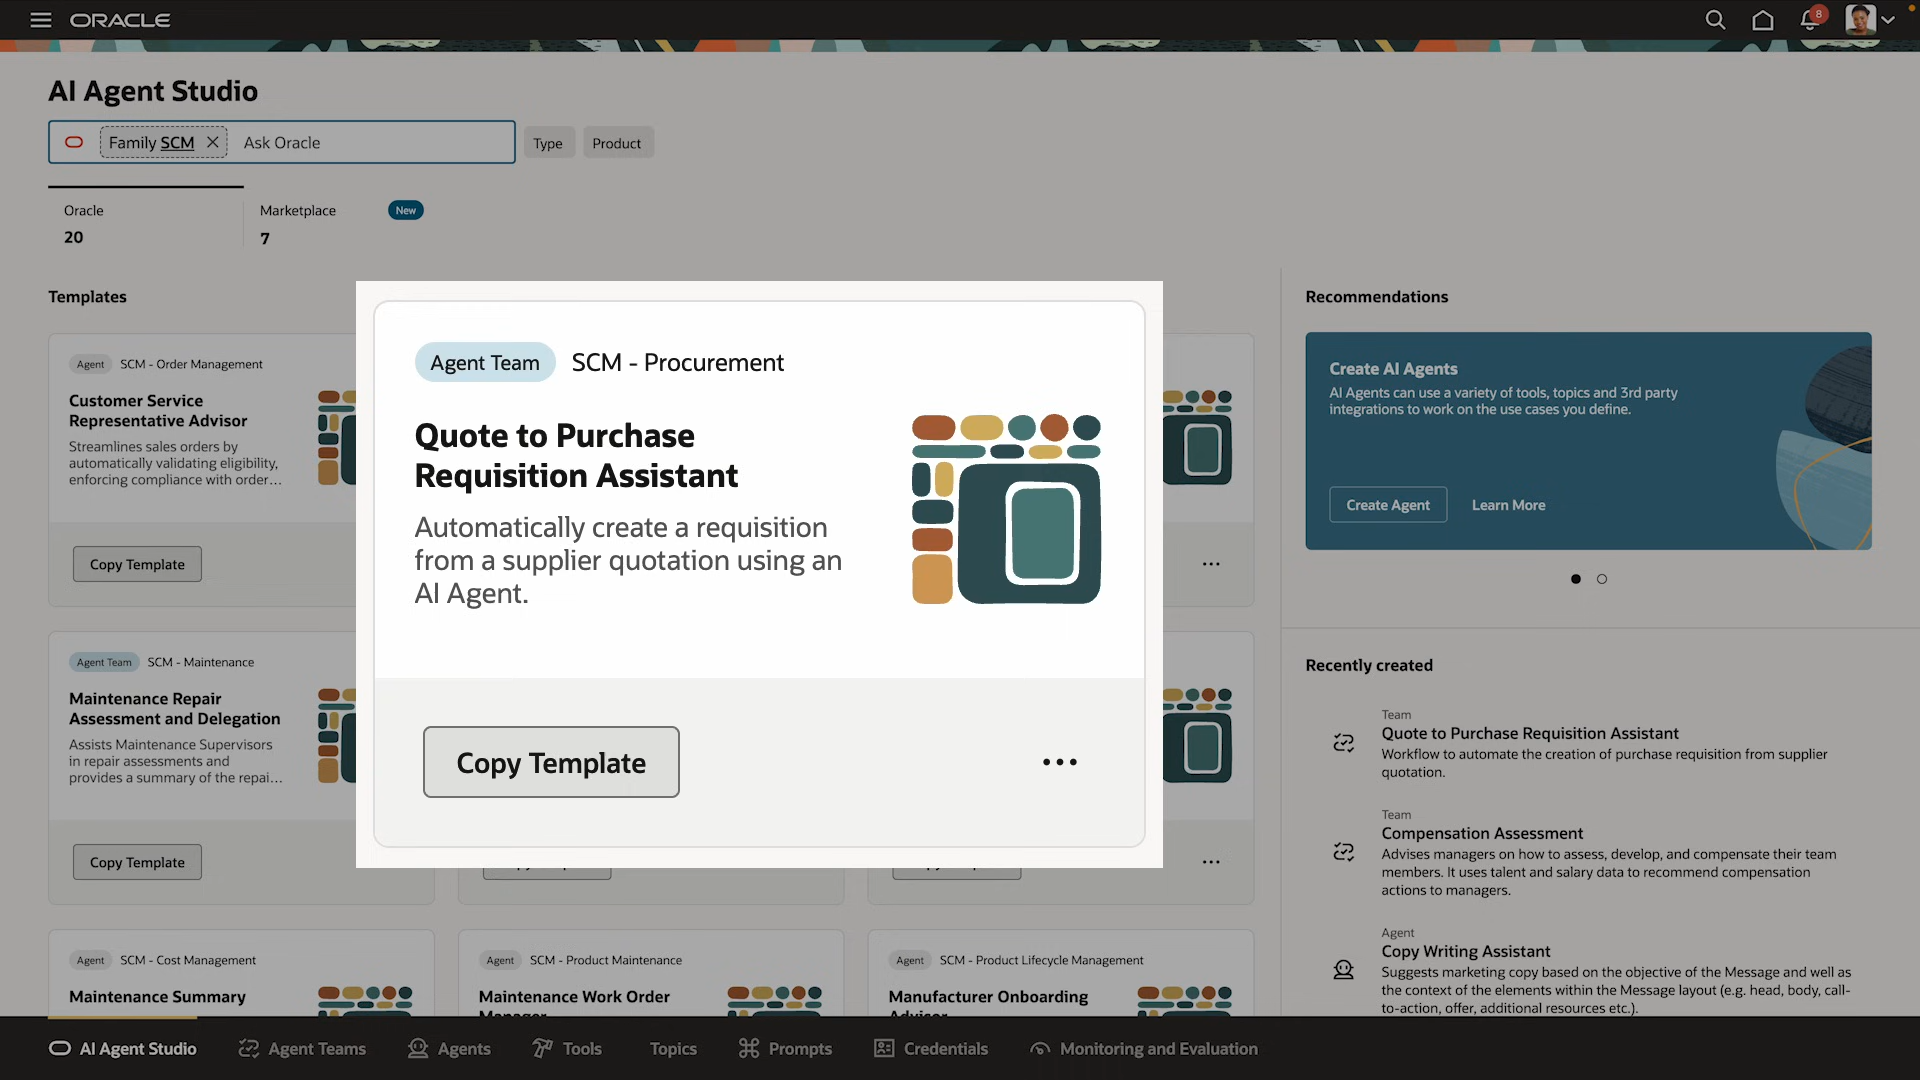 ORACLE
8
AI Agent Studio
Family SCM
Ask Oracle
Type
Product
Oracle
20
Marketplace
7
New
Templates
Agent
SCM - Order Management
Customer Service
Representative Advisor
Streamlines sales orders by
automatically validating eligibility,
enforcing compliance with order...
Copy Template
Agent Team
SCM - Procurement
Quote to Purchase
Requisition Assistant
Automatically create a requisition
from a supplier quotation using an
AI Agent.
Copy Template
Agent Team
SCM - Maintenance
Maintenance Repair
Assessment and Delegation
Assists Maintenance Supervisors
in repair assessments and
provides a summary of the repai...
Copy Template
Agent
SCM - Cost Management
Maintenance Summary
Agent
SCM - Product Maintenance
Maintenance Work Order
Manager
Agent
SCM - Product Lifecycle Management
Manufacturer Onboarding
Advisor
Recommendations
Create AI Agents
AI Agents can use a variety of tools, topics and 3rd party
integrations to work on the use cases you define.
Create Agent
Learn More
Recently created
Team
Quote to Purchase Requisition Assistant
Workflow to automate the creation of purchase requisition from supplier
quotation.
Team
Compensation Assessment
Advises managers on how to assess, develop, and compensate their team
members. It uses talent and salary data to recommend compensation
actions to managers.
Agent
Copy Writing Assistant
Suggests marketing copy based on the objective of the Message and well as
the context of the elements within the Message layout (e.g. head, body, call-
to-action, offer, additional resources etc.).
AI Agent Studio
Agent Teams
Agents
Tools
Topics
Prompts
Credentials
Monitoring and Evaluation